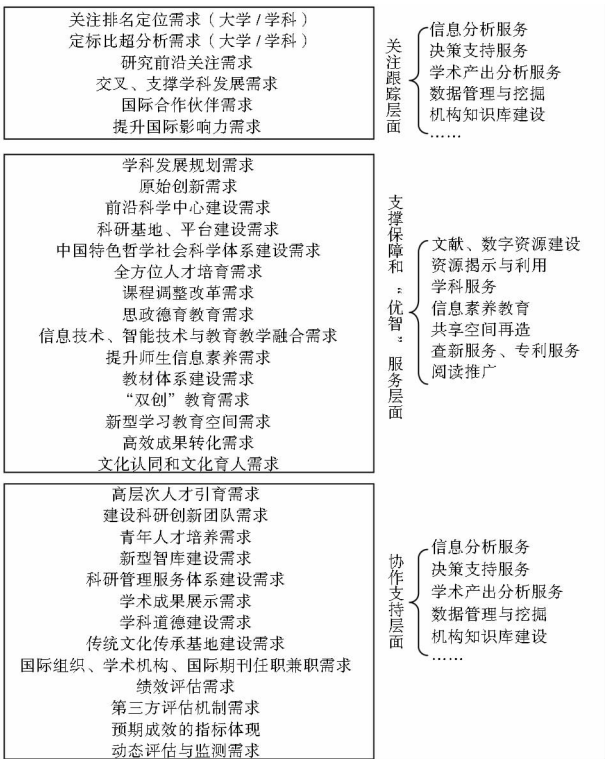 关注排名定位需求（大学/学科）
定标比超分析需求（大学/学科）
研究前沿关注需求
交叉、支撑学科发展需求
国际合作伙伴需求
提升国际影响力需求
关注跟踪层面
信息分析服务
决策支持服务
学术产出分析服务
数据管理与挖掘
机构知识库建设
……
学科发展规划需求
原始创新需求
前沿科学中心建设需求
科研基地、平台建设需求
中国特色哲学社会科学体系建设需求
全方位人才培育需求
课程调整改革需求
思政德育教育需求
信息技术、智能技术与教育教学融合需求
提升师生信息素养需求
教材体系建设需求
“双创”教育需求
新型学习教育空间需求
高效成果转化需求
文化认同和文化育人需求
支撑保障和“优智”服务层面
文献、数字资源建设
资源揭示与利用
学科服务
信息素养教育
共享空间再造
查新服务、专利服务
阅读推广
高层次人才引育需求
建设科研创新团队需求
青年人才培养需求
新型智库建设需求
科研管理服务体系建设需求
学术成果展示需求
学科道德建设需求
传统文化传承基地建设需求
国际组织、学术机构、国际期刊任职兼职需求
绩效评估需求
第三方评估机制需求
预期成效的指标体现
动态评估与监测需求
协作支持层面
信息分析服务
决策支持服务
学术产出分析服务
数据管理与挖掘
机构知识库建设
……